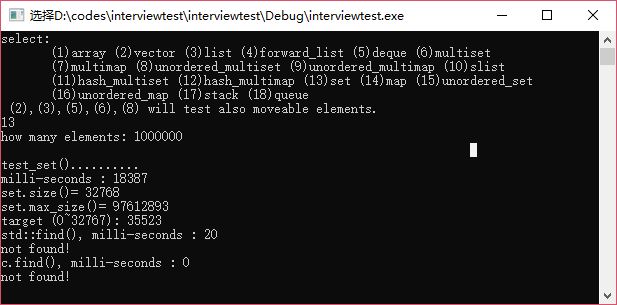 选择D:\codes\interviewtest\interviewtest\Debug\interviewtest.exe
select:
(1)array (2)vector (3)list (4)forward_list (5)deque (6)multiset
(7)multimap (8)unordered_multiset (9)unordered_multimap (10)slist
(11)hash_multiset (12)hash_multimap (13)set (14)map (15)unordered_set
(16)unordered_map (17)stack (18)queue
(2),(3),(5),(6),(8) will test also moveable elements.
13
how many elements: 1000000
test_set()..........
milli-seconds : 18387
set.size()= 32768
set.max_size()= 97612893
target (0~32767): 35523
std::find(), milli-seconds : 20
not found!
c.find(), milli-seconds : 0
not found!